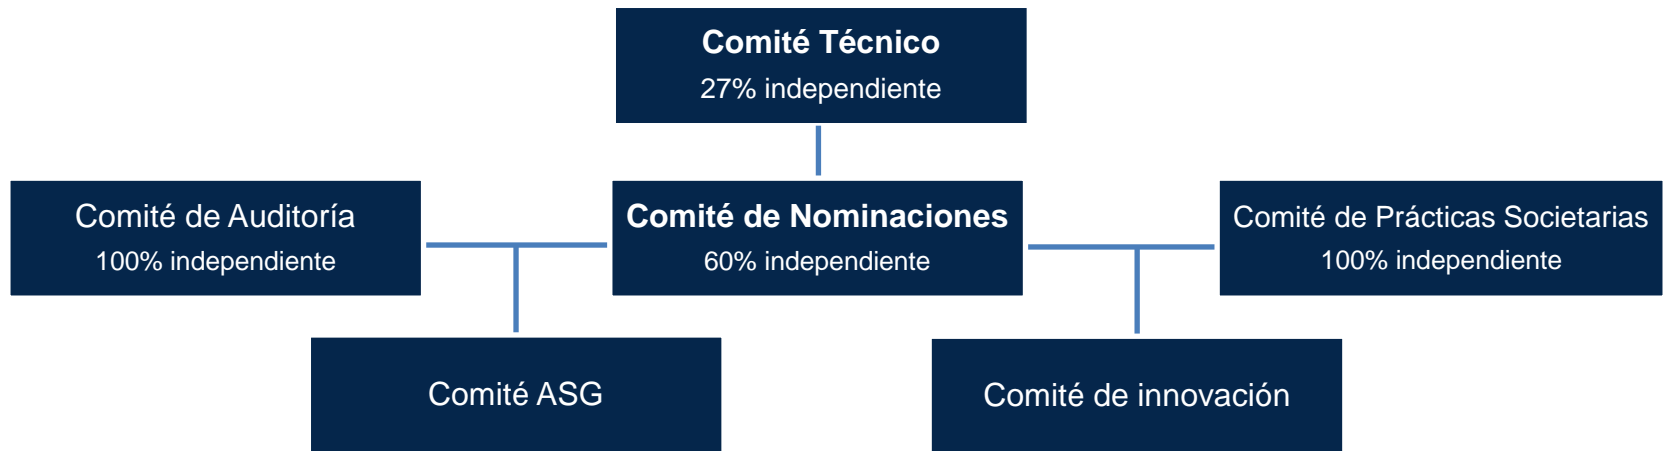 Comité Técnico
27% independiente
Comité de Auditoría
100% independiente
Comité de Nominaciones
60% independiente
Comité de Prácticas Societarias
100% independiente
Comité ASG
Comité de innovación